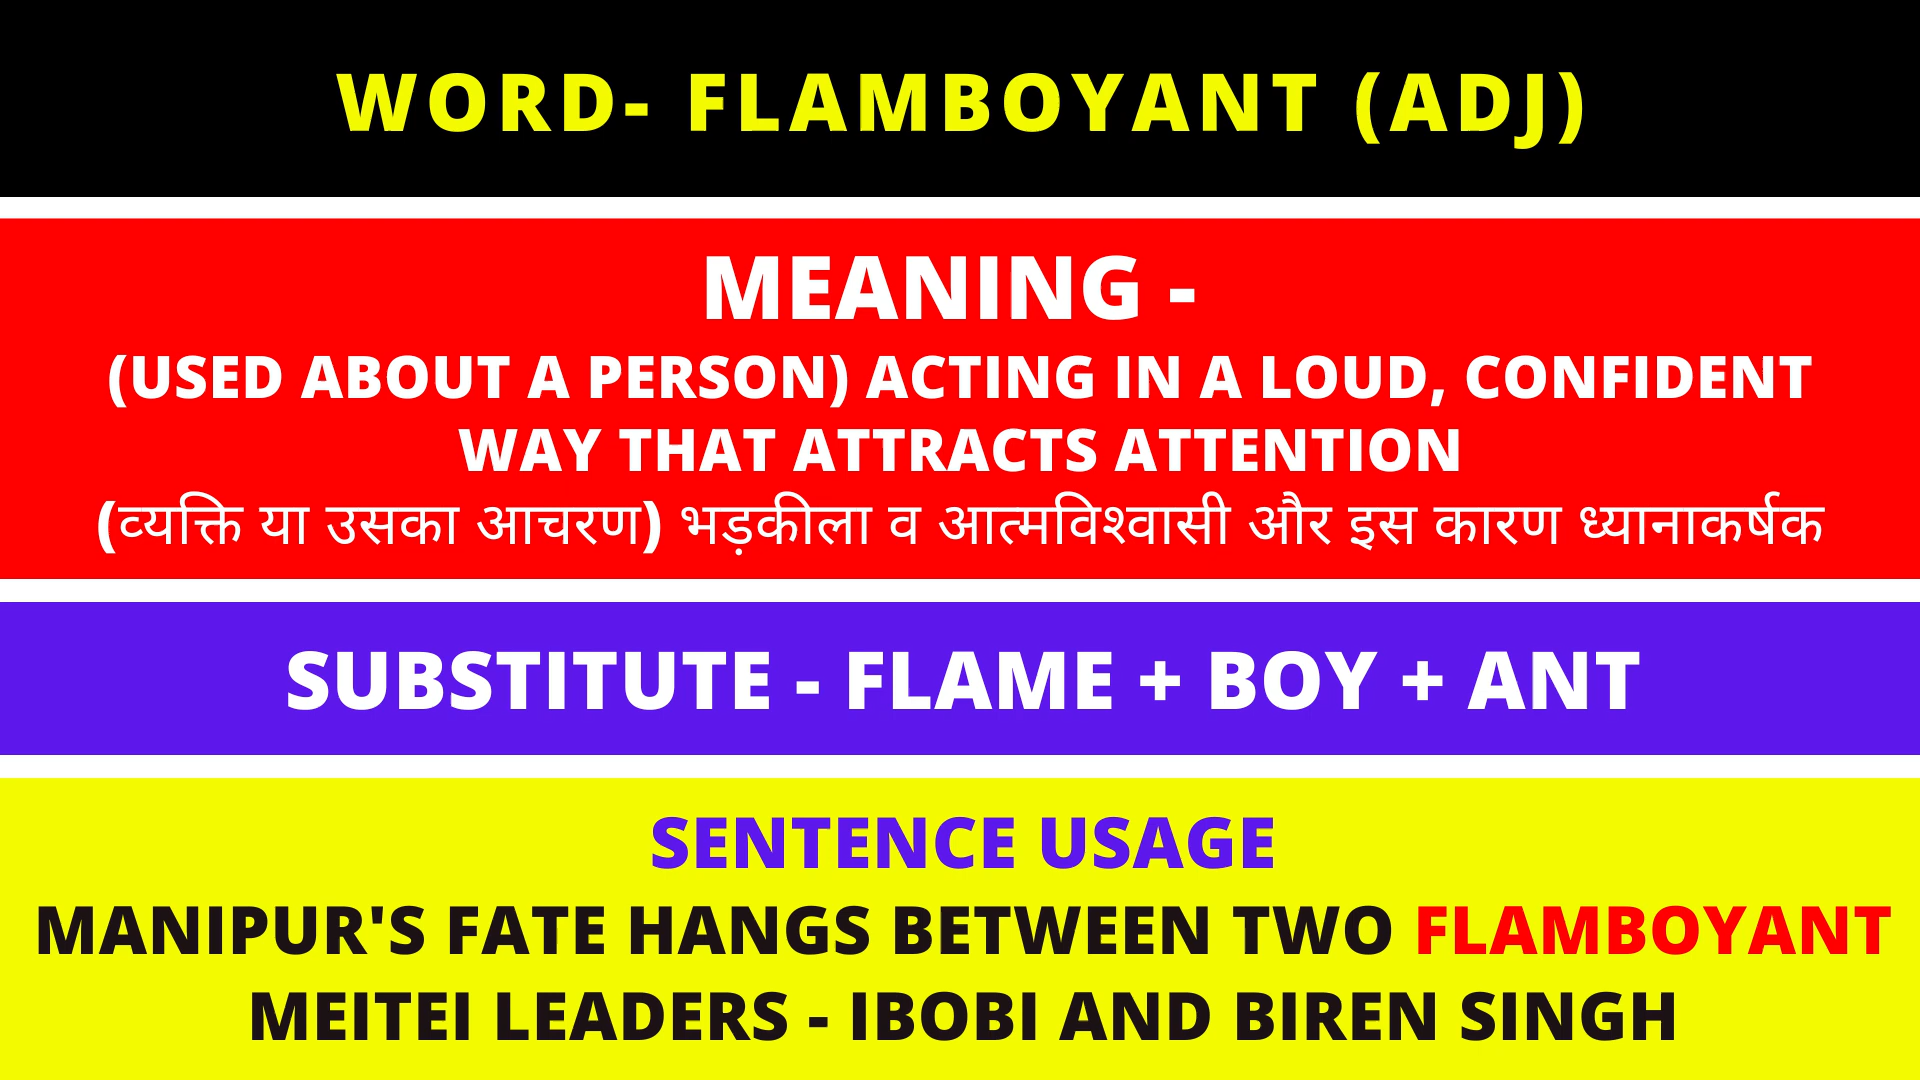 WORD- FLAMBOYANT (ADJ)
MEANING -
(USED ABOUT A PERSON) ACTING IN A LOUD, CONFIDENT
WAY THAT ATTRACTS ATTENTION
(व्यक्ति या उसका आचरण) भड़कीला व आत्मविश्वासी और इस कारण ध्यानाकर्षक
SUBSTITUTE - FLAME + BOY + ANT
SENTENCE USAGE
MANIPUR'S FATE HANGS BETWEEN TWO FLAMBOYANT
MEITEI LEADERS - IBOBI AND BIREN SINGH